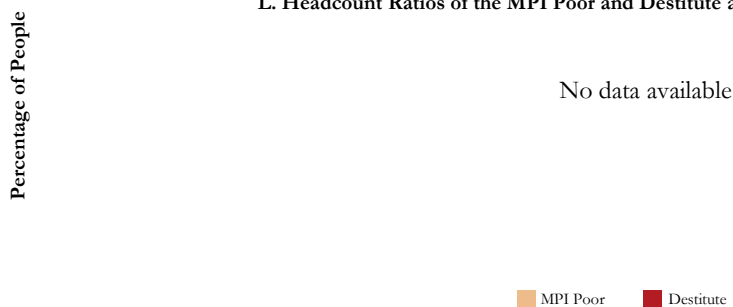 L. Headcount Ratios of the MPI Poor and Destitute a
Percentage of People
No data available
MPI Poor
Destitute